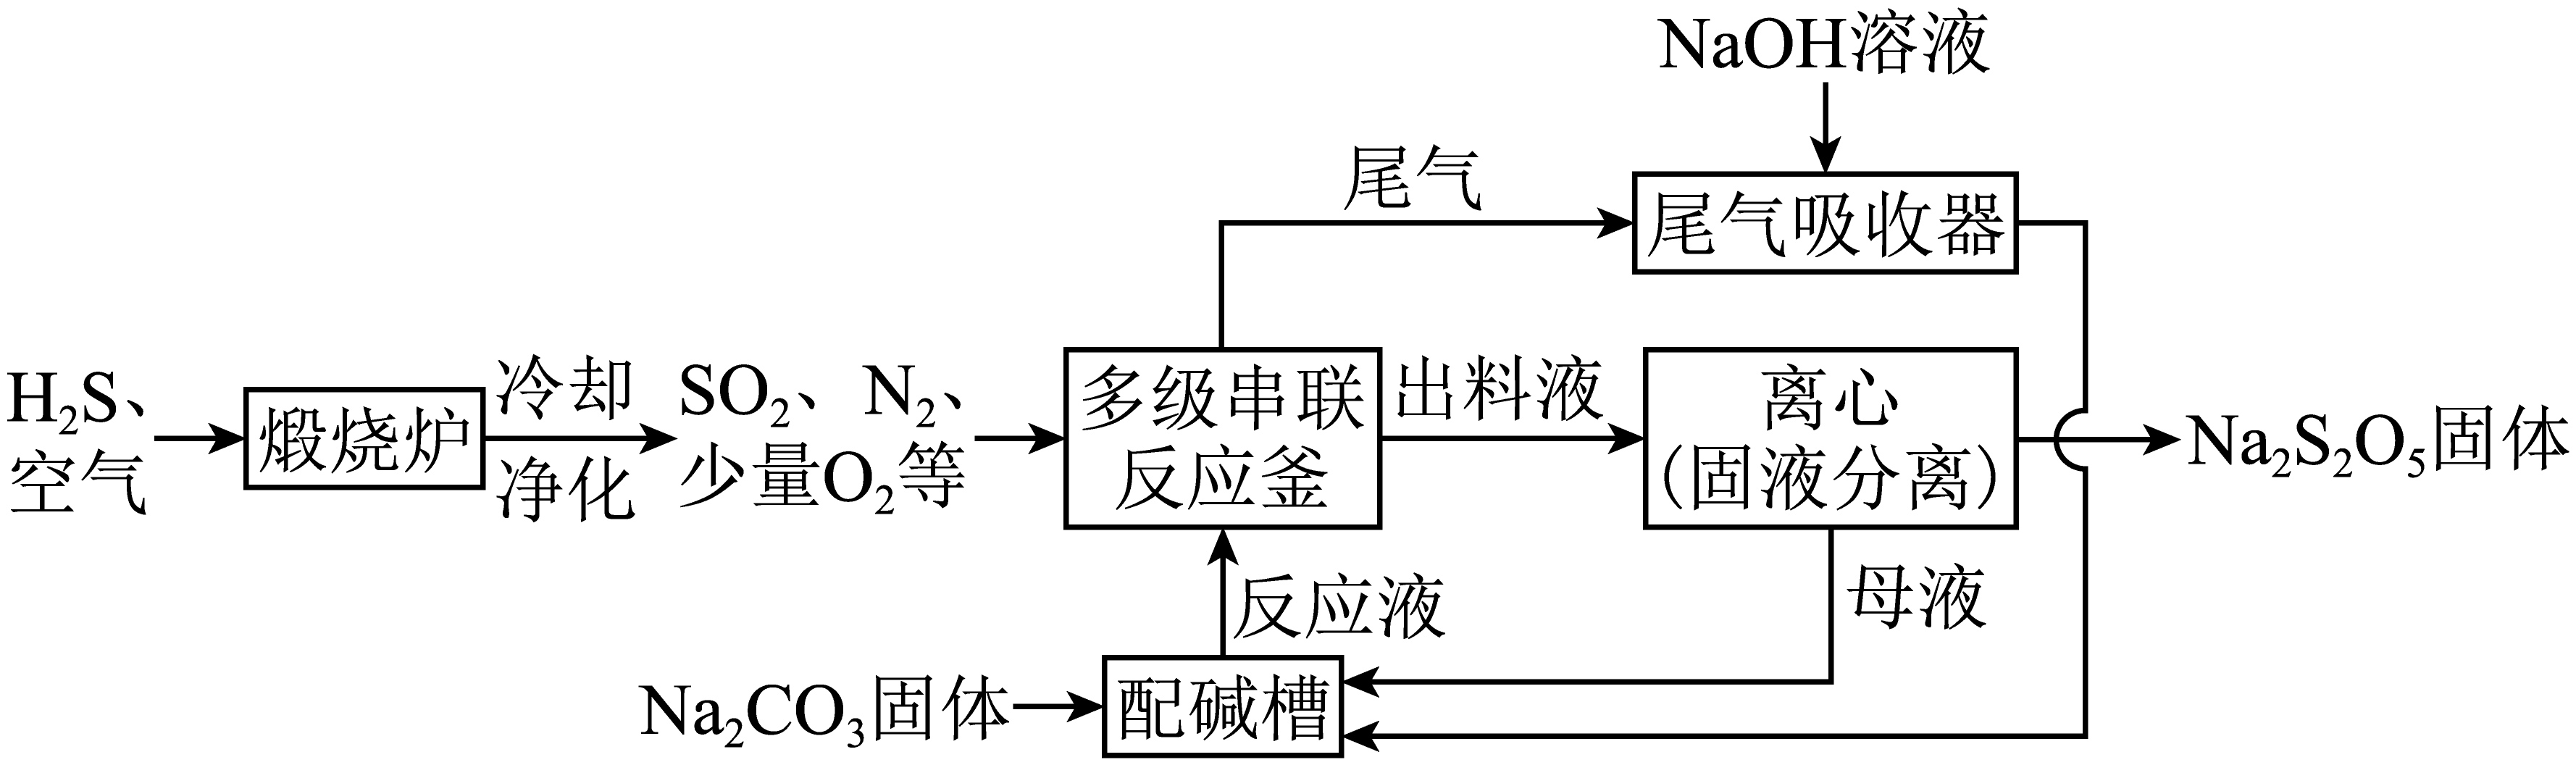 NaOH溶液
尾气
尾气吸收器
H₂S、
空气
煅烧炉
冷却
净化
SO₂、N₂、
少量O₂等
多级串联
反应釜
出料液
离心
(固液分离)
Na₂S₂O₅固体
反应液
母液
Na₂CO₃固体
配碱槽